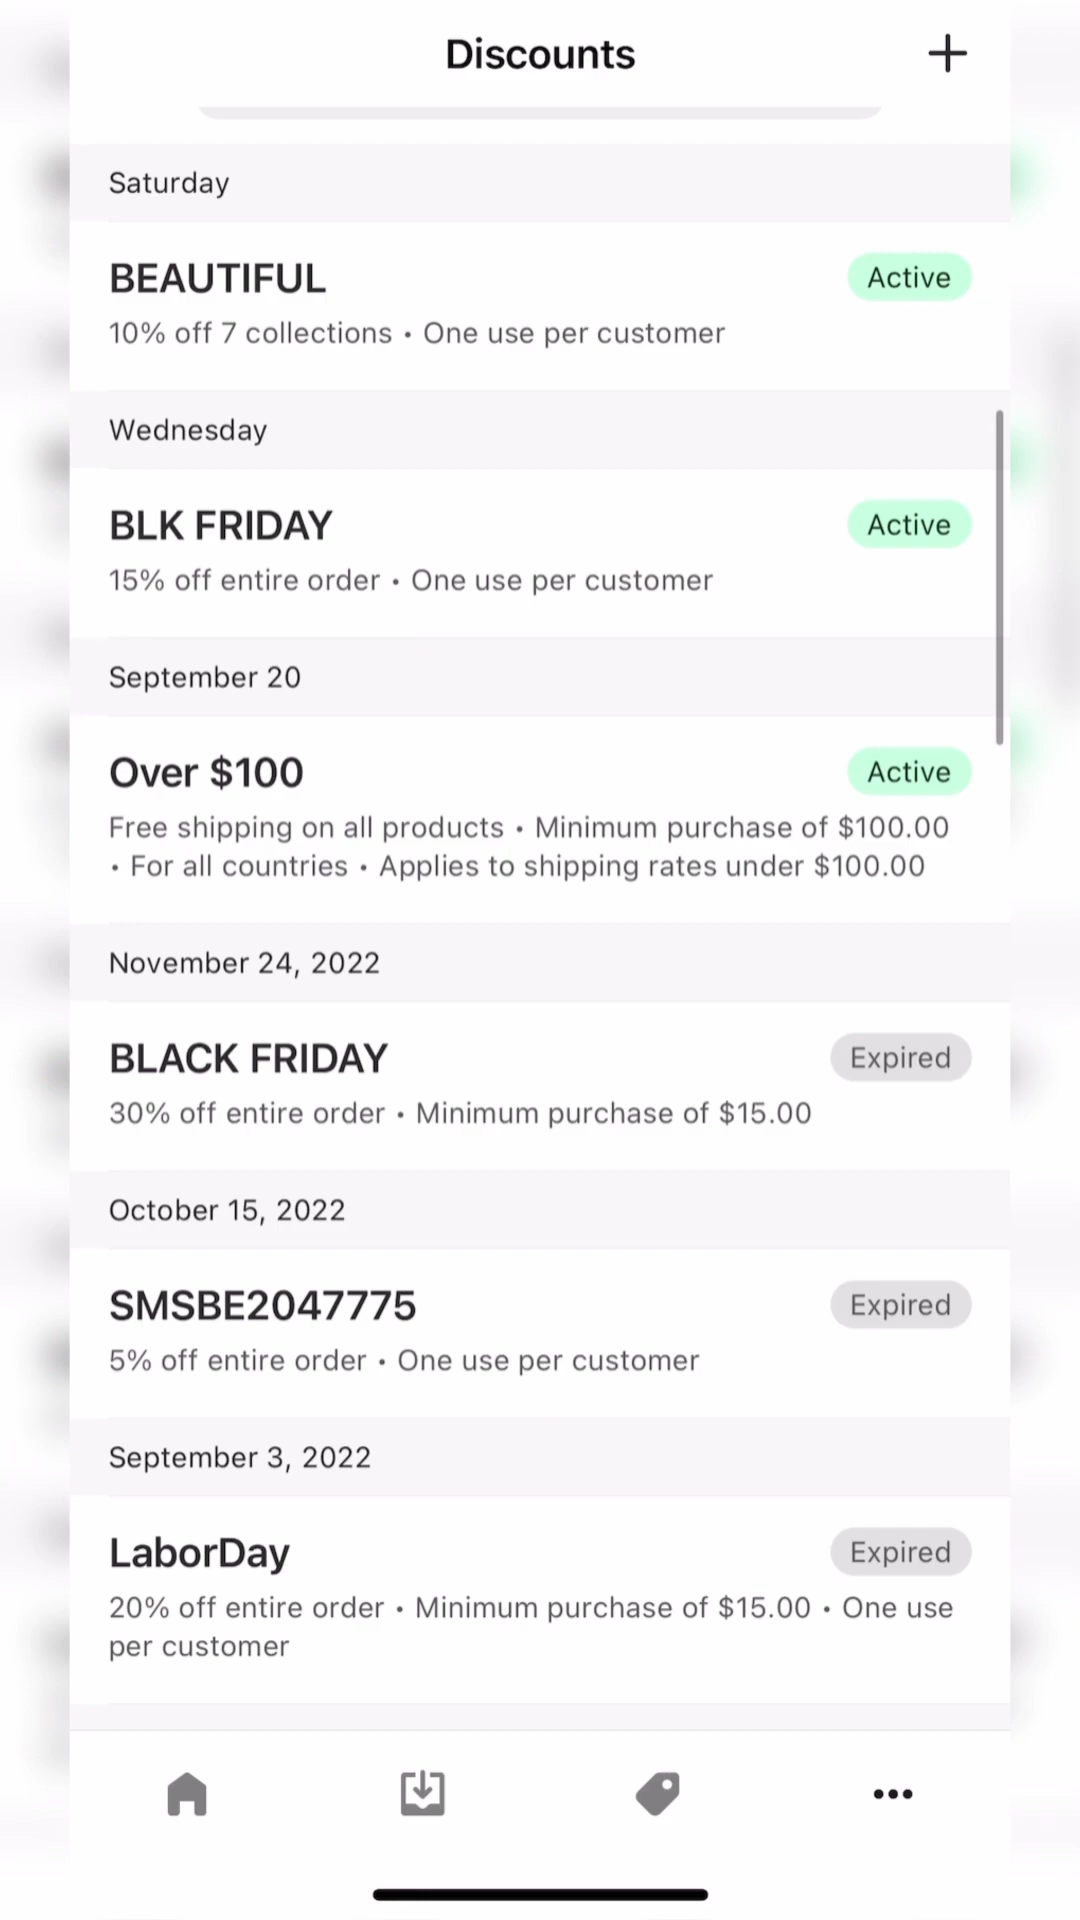 Discounts
Saturday
BEAUTIFUL
Active
10% off 7 collections • One use per customer
Wednesday
BLK FRIDAY
Active
15% off entire order • One use per customer
September 20
Over $100
Active
Free shipping on all products • Minimum purchase of $100.00
• For all countries • Applies to shipping rates under $100.00
November 24, 2022
BLACK FRIDAY
Expired
30% off entire order • Minimum purchase of $15.00
October 15, 2022
SMSBE2047775
Expired
5% off entire order • One use per customer
September 3, 2022
LaborDay
Expired
20% off entire order • Minimum purchase of $15.00 • One use
per customer